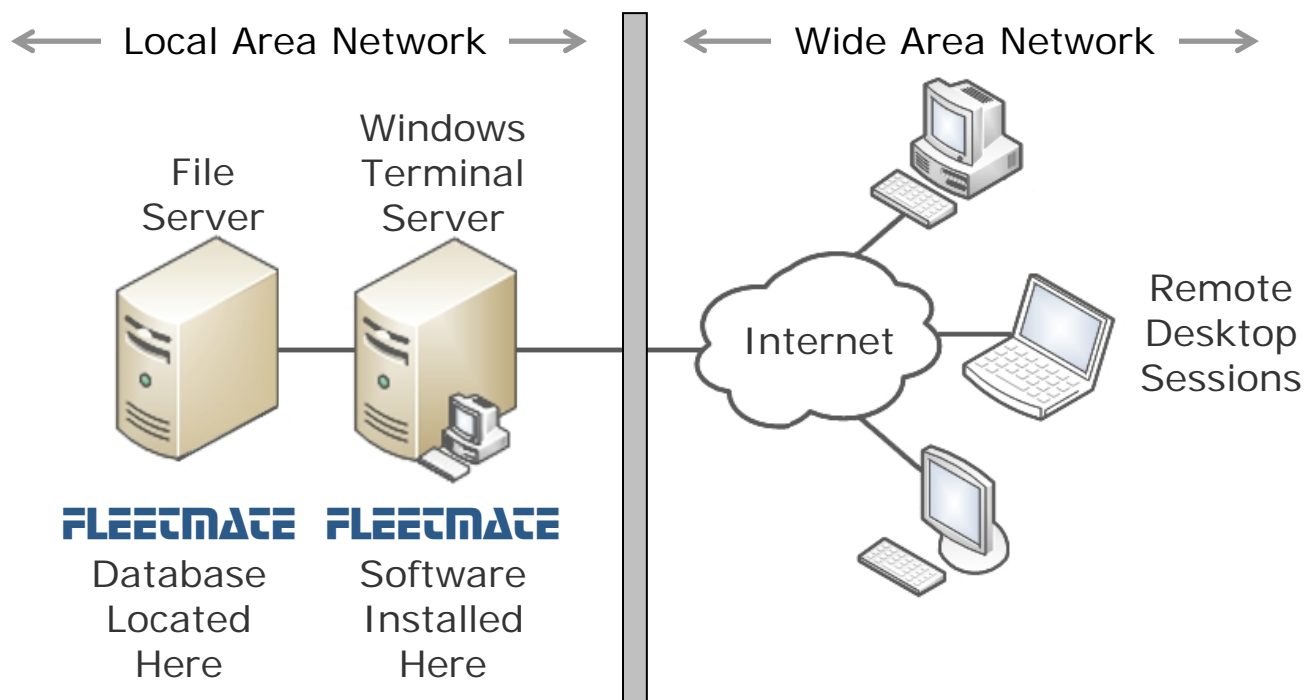 Local Area Network
Wide Area Network
File
Server
Windows
Terminal
Server
Internet
Remote
Desktop
Sessions
FLEETMATE
Database
Located
Here
FLEETMATE
Software
Installed
Here